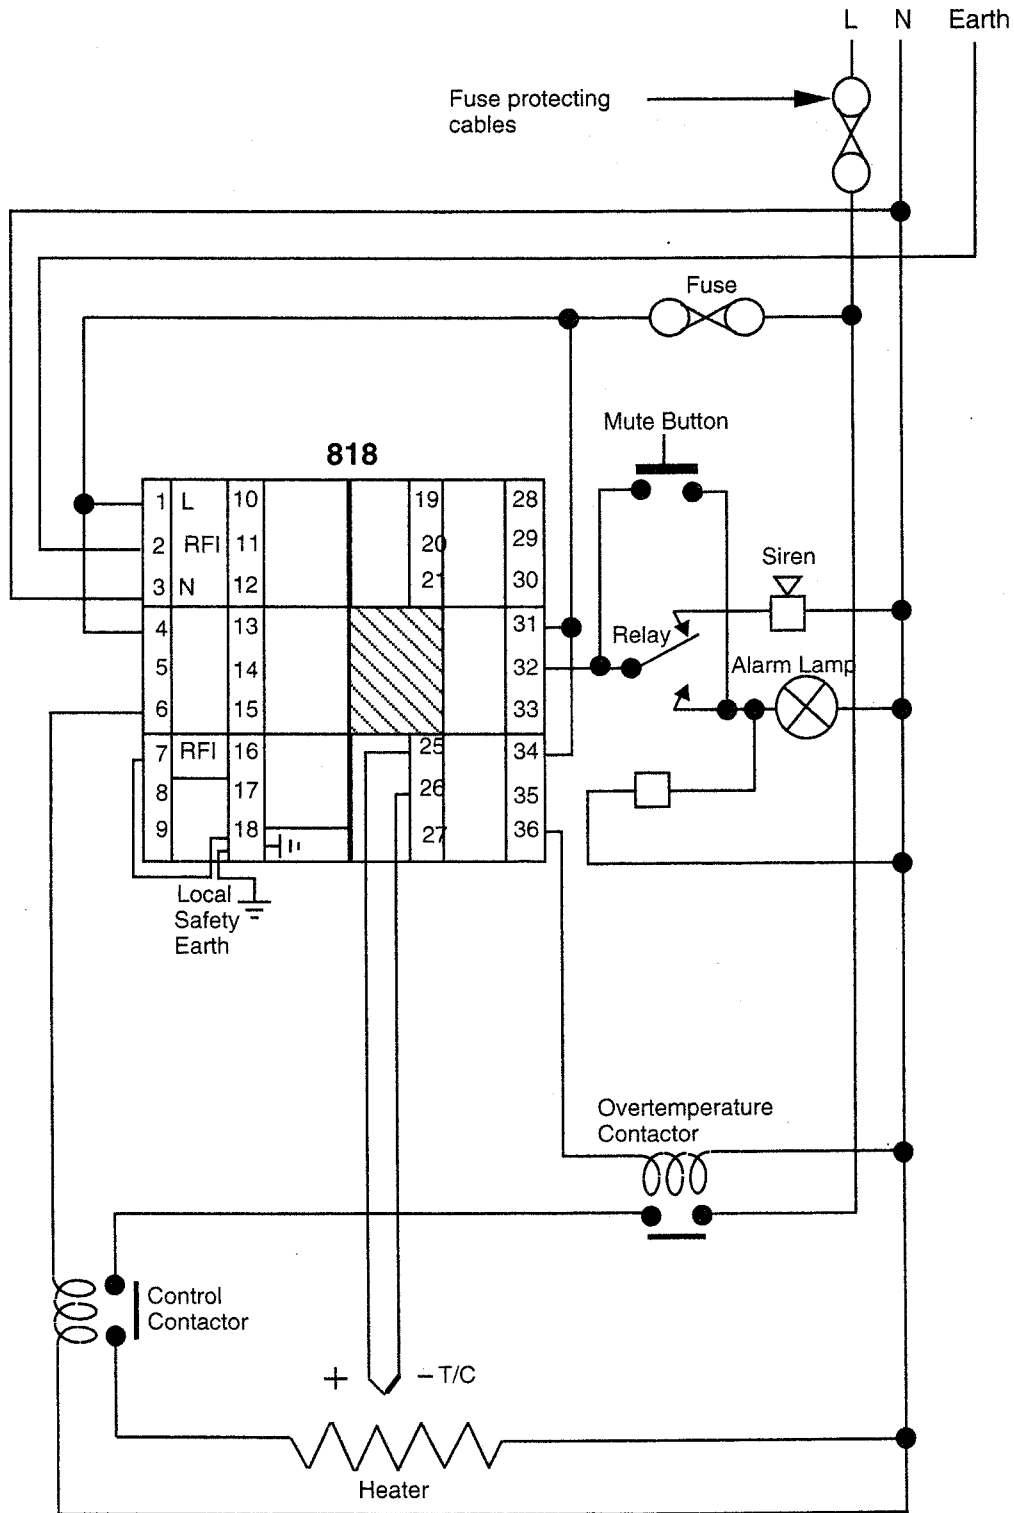 L N Earth
Fuse protecting
cables
Fuse
Mute Button
818
1 L 10 19 28
2 RFI 11 20 29
3 N 12 21 30
4 13 31
5 14 32
6 15 33
7 RFI 16 25 34
8 17 26 35
9 18 27 36
Siren
Relay
Alarm Lamp
Local
Safety
Earth
Overtemperature
Contactor
Control
Contactor
+ – T/C
Heater